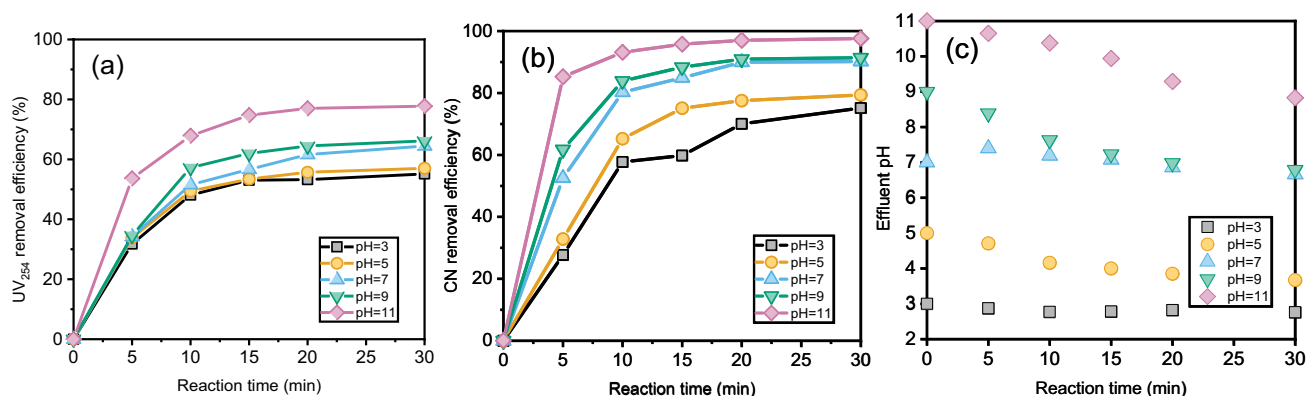 (a)
UV254 removal efficiency (%)
100
80
60
40
20
0
0 5 10 15 20 25 30
Reaction time (min)
pH=3
pH=5
pH=7
pH=9
pH=11
(b)
CN removal efficiency (%)
100
80
60
40
20
0
0 5 10 15 20 25 30
Reaction time (min)
pH=3
pH=5
pH=7
pH=9
pH=11
(c)
Effluent pH
11
10
9
8
7
6
5
4
3
2
0 5 10 15 20 25 30
Reaction time (min)
pH=3
pH=5
pH=7
pH=9
pH=11